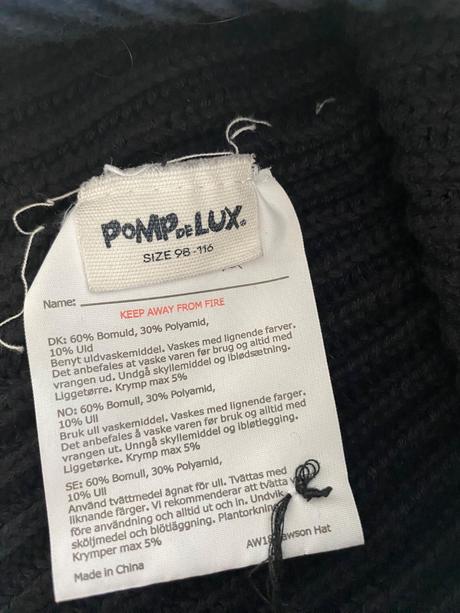 POMPDELUX.
SIZE 98-116
Name:
KEEP AWAY FROM FIRE
DK: 60% Bomuld, 30% Polyamid,
10% Uld
Benyt uldvaskemiddel. Vaskes med lignende farver.
Det anbefales at vaske varen før brug og altid med
vrangen ud. Undgå skyllemiddel og iblødsætning.
Liggetørre. Krymp max 5%
NO: 60% Bomull, 30% Polyamid,
10% Ull
Bruk ull vaskemiddel. Vaskes med lignende farger.
Det anbefales å vaske varen før bruk og alltid med
vrangen ut. Unngå skyllemiddel og ibløtlegging.
Liggetørke. Krymp max 5%
SE: 60% Bomull, 30% Polyamid,
10% Ull
Använd tvättmedel ägnat för ull. Tvättas med
liknande färger. Vi rekommenderar att tvätta
före användning och alltid ut och in. Undvik
sköljmedel och blötläggning. Plantorkning
Krymper max 5%
Hat
Made in China